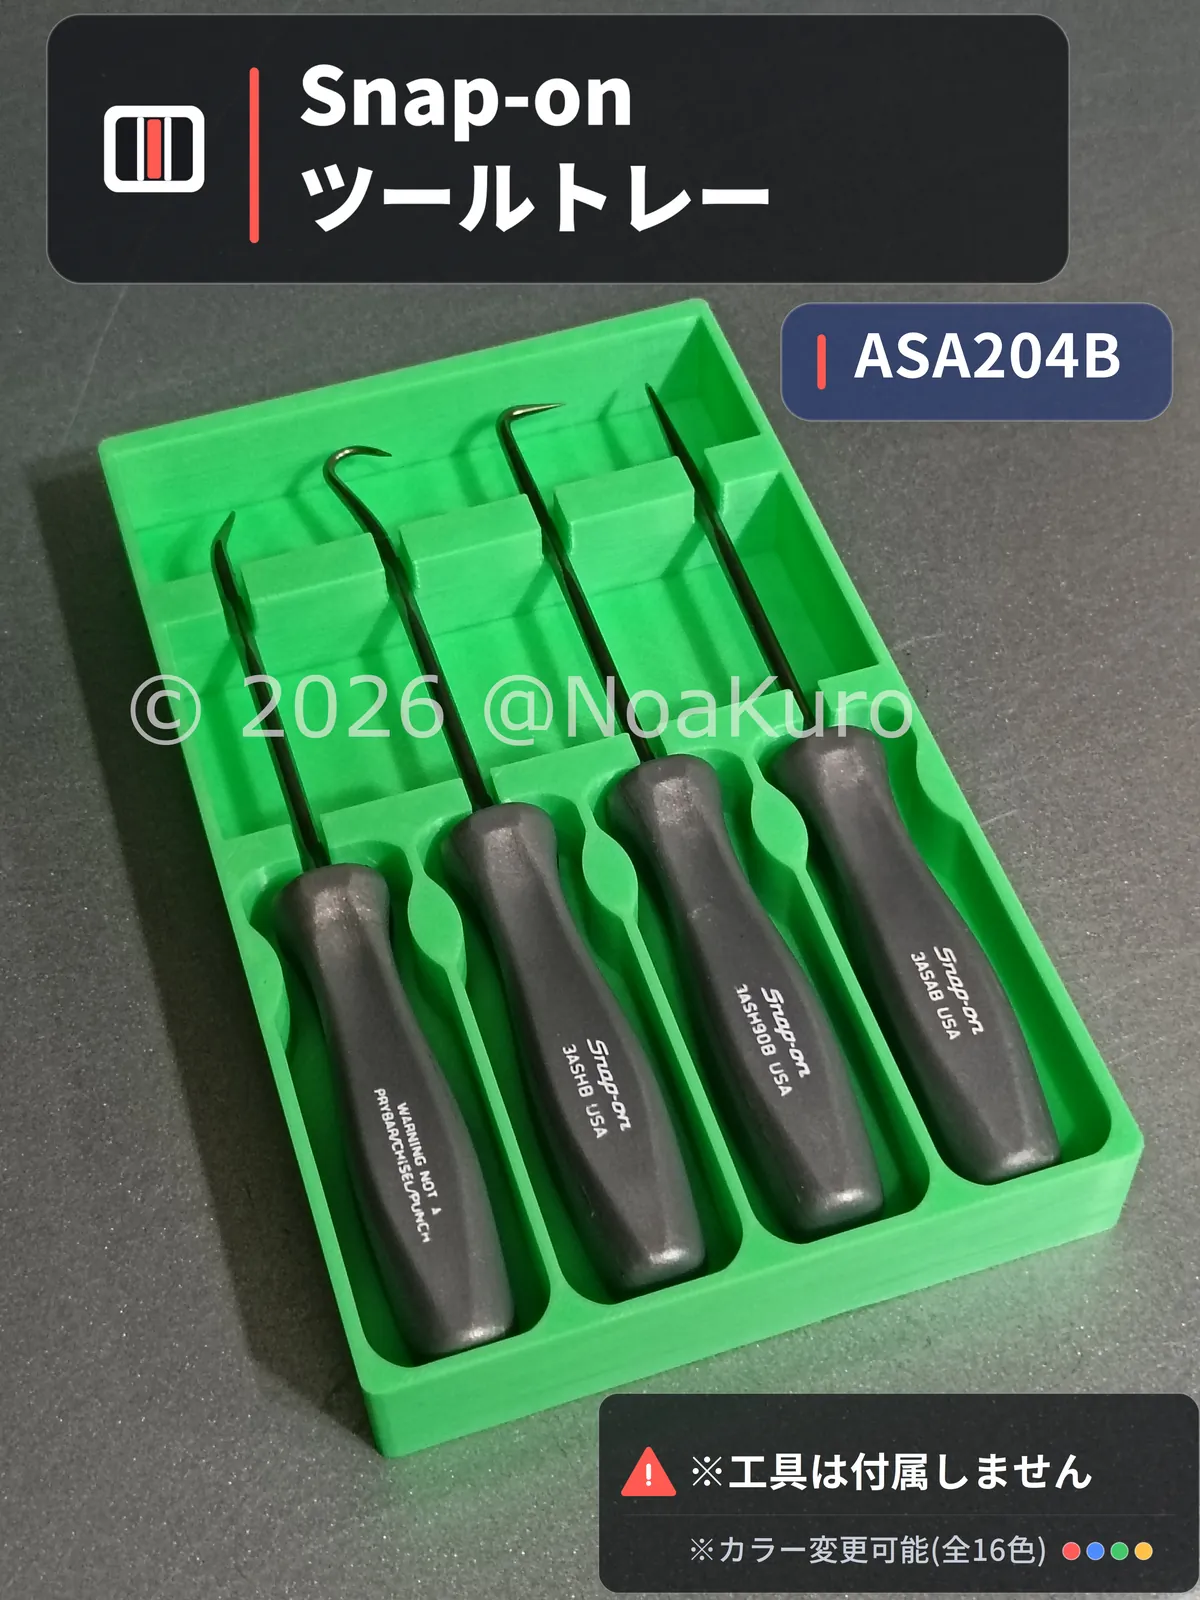 Snap-on
ツールトレー
ASA204B
© 2026 @NoaKuro
Snap-on
3ASAB USA
Snap-on
3ASH90B USA
Snap-on
3ASHB USA
WARNING NOT A
PRYBAR/CHISEL/PUNCH
※工具は付属しません
※カラー変更可能(全16色)